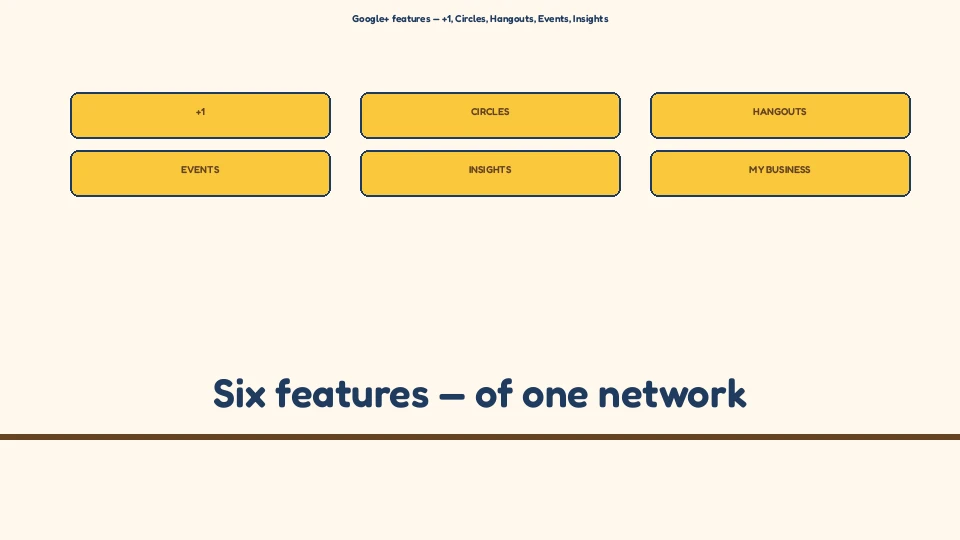 Google+ features — +1, Circles, Hangouts, Events, Insights
+1
CIRCLES
HANGOUTS
EVENTS
INSIGHTS
MY BUSINESS
Six features — of one network